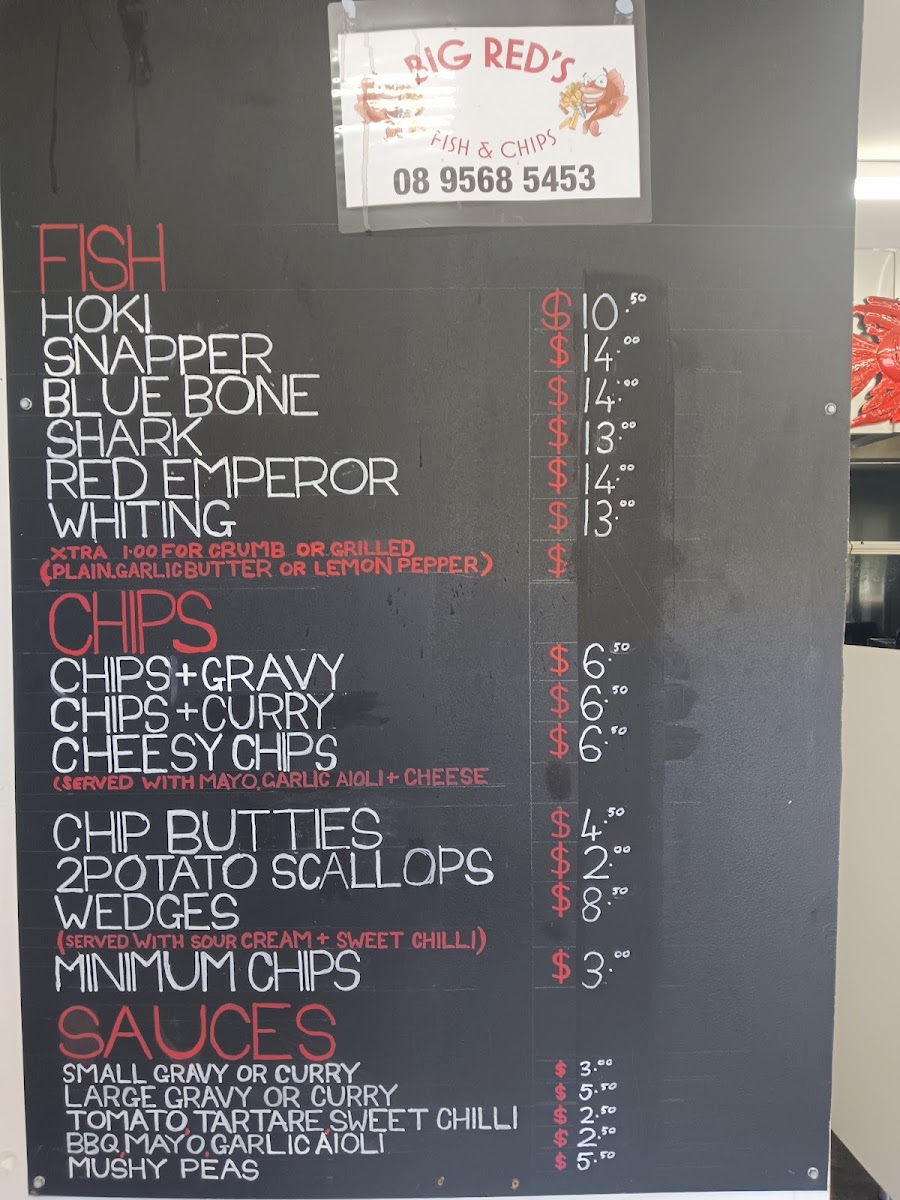 BIG RED'S
FISH & CHIPS
08 9568 5453
FISH
HOKI $ 10.50
SNAPPER $ 14.00
BLUE BONE $ 14.00
SHARK $ 13.00
RED EMPEROR $ 14.00
WHITING $ 13.00
XTRA 1.00 FOR CRUMB OR GRILLED
(PLAIN.GARLIC BUTTER OR LEMON PEPPER) $
CHIPS
CHIPS + GRAVY $ 6.50
CHIPS + CURRY $ 6.50
CHEESY CHIPS $ 6.50
(SERVED WITH MAYO, GARLIC AIOLI + CHEESE
CHIP BUTTIES $ 4.50
2 POTATO SCALLOPS $ 2.00
WEDGES $ 8.50
(SERVED WITH SOUR CREAM + SWEET CHILLI)
MINIMUM CHIPS $ 3.00
SAUCES
SMALL GRAVY OR CURRY $ 3.00
LARGE GRAVY OR CURRY $ 5.50
TOMATO, TARTARE, SWEET CHILLI $ 2.50
BBQ, MAYO, GARLIC AIOLI $ 2.50
MUSHY PEAS $ 5.50